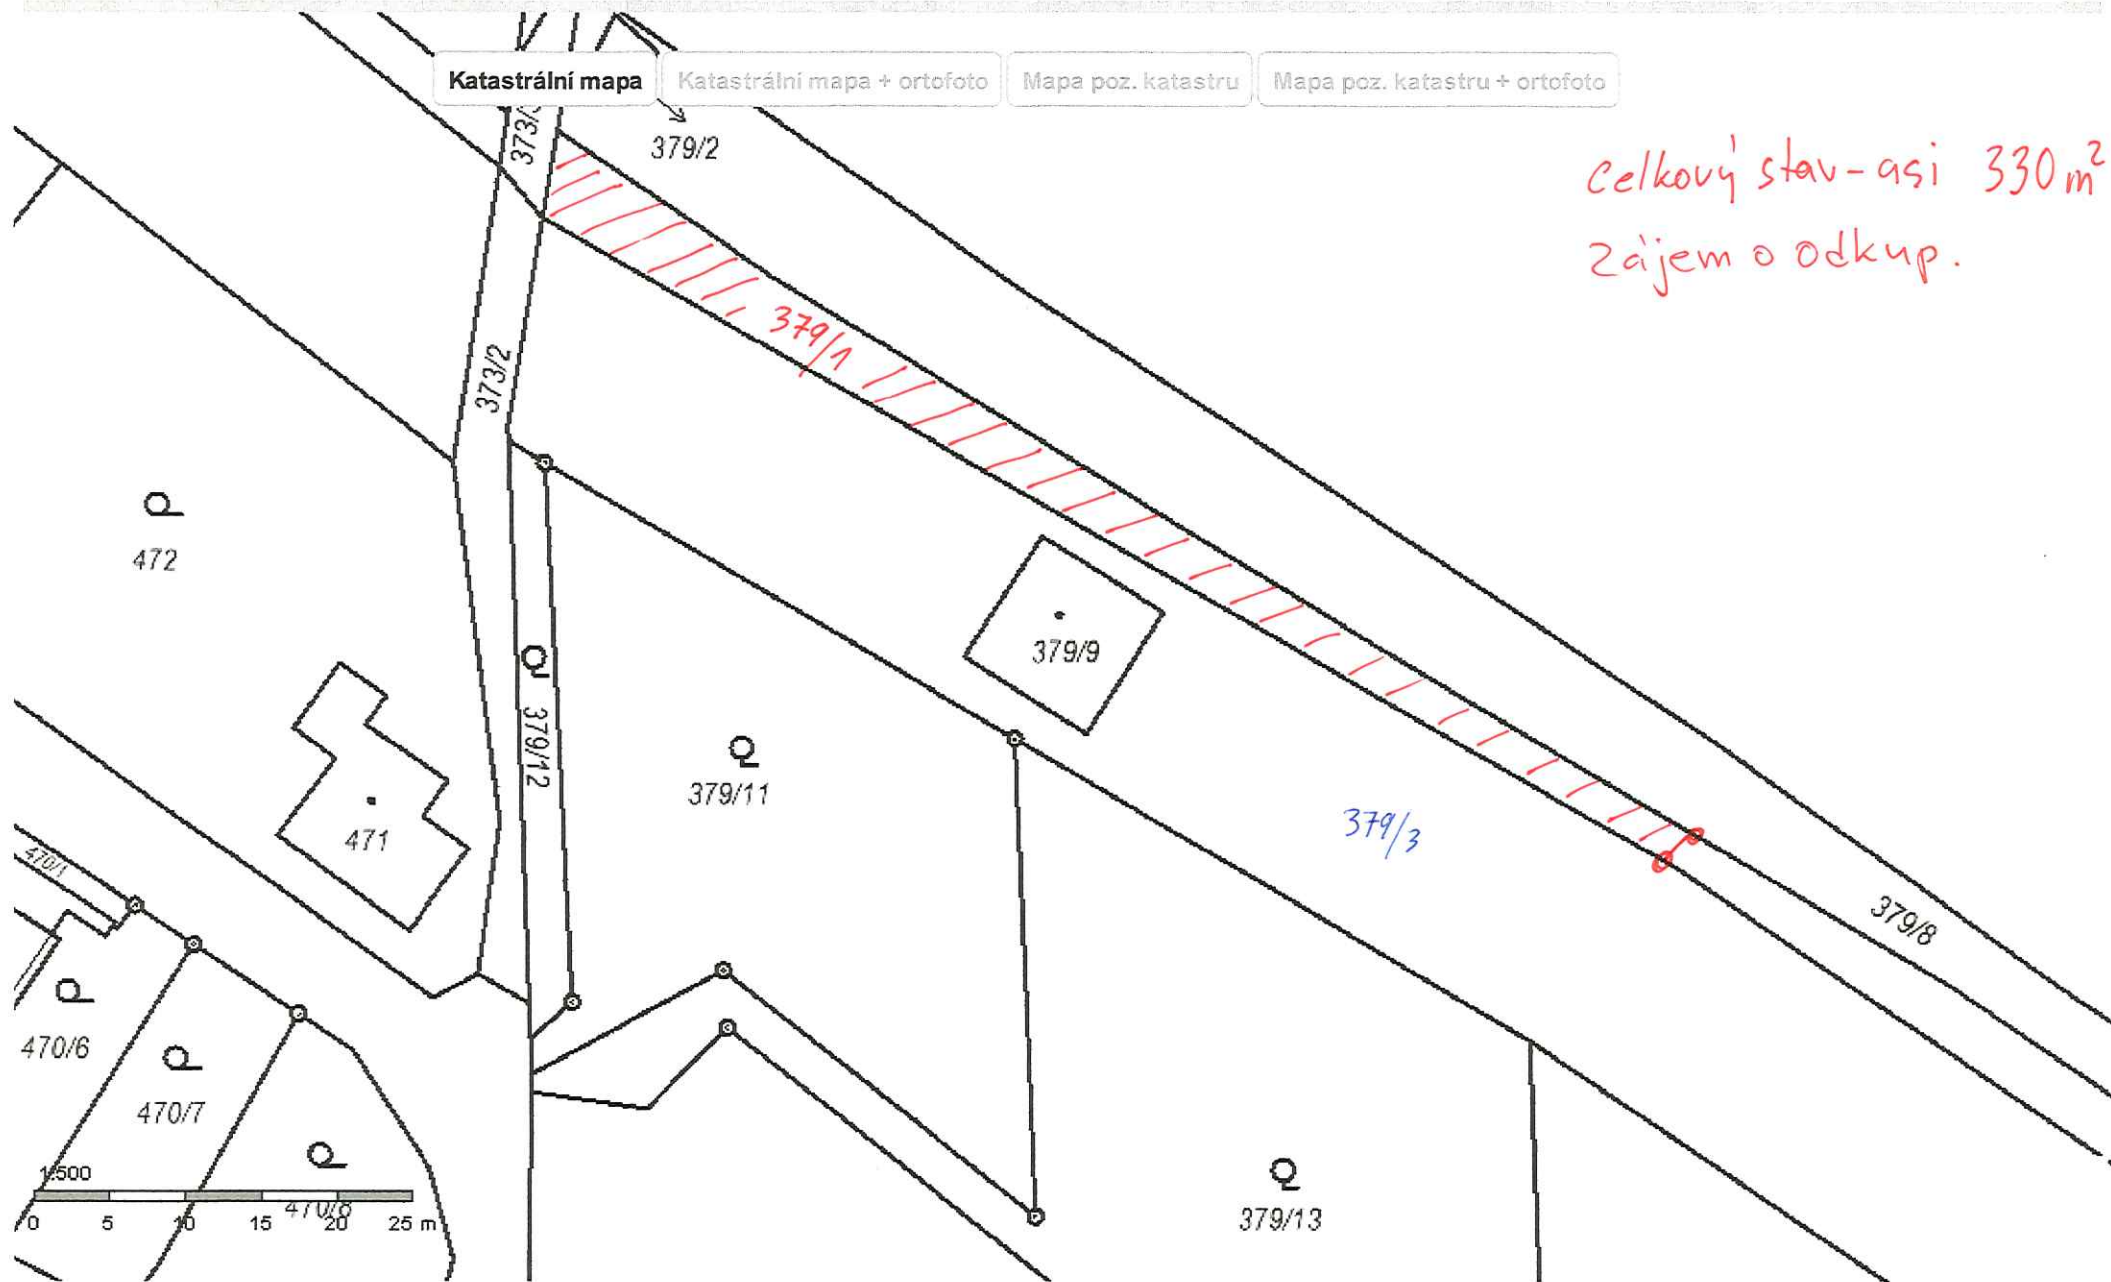 Katastrální mapa
Katastrální mapa + ortofoto
Mapa poz. katastru
Mapa poz. katastru + ortofoto
379/2
celkový stav - asi 330 m²
zájem o odkup.
379/1
373/2
472
379/9
379/12
379/11
471
379/3
470/1
379/8
470/6
470/7
1:500
470/8
0 5 10 15 20 25 m
379/13